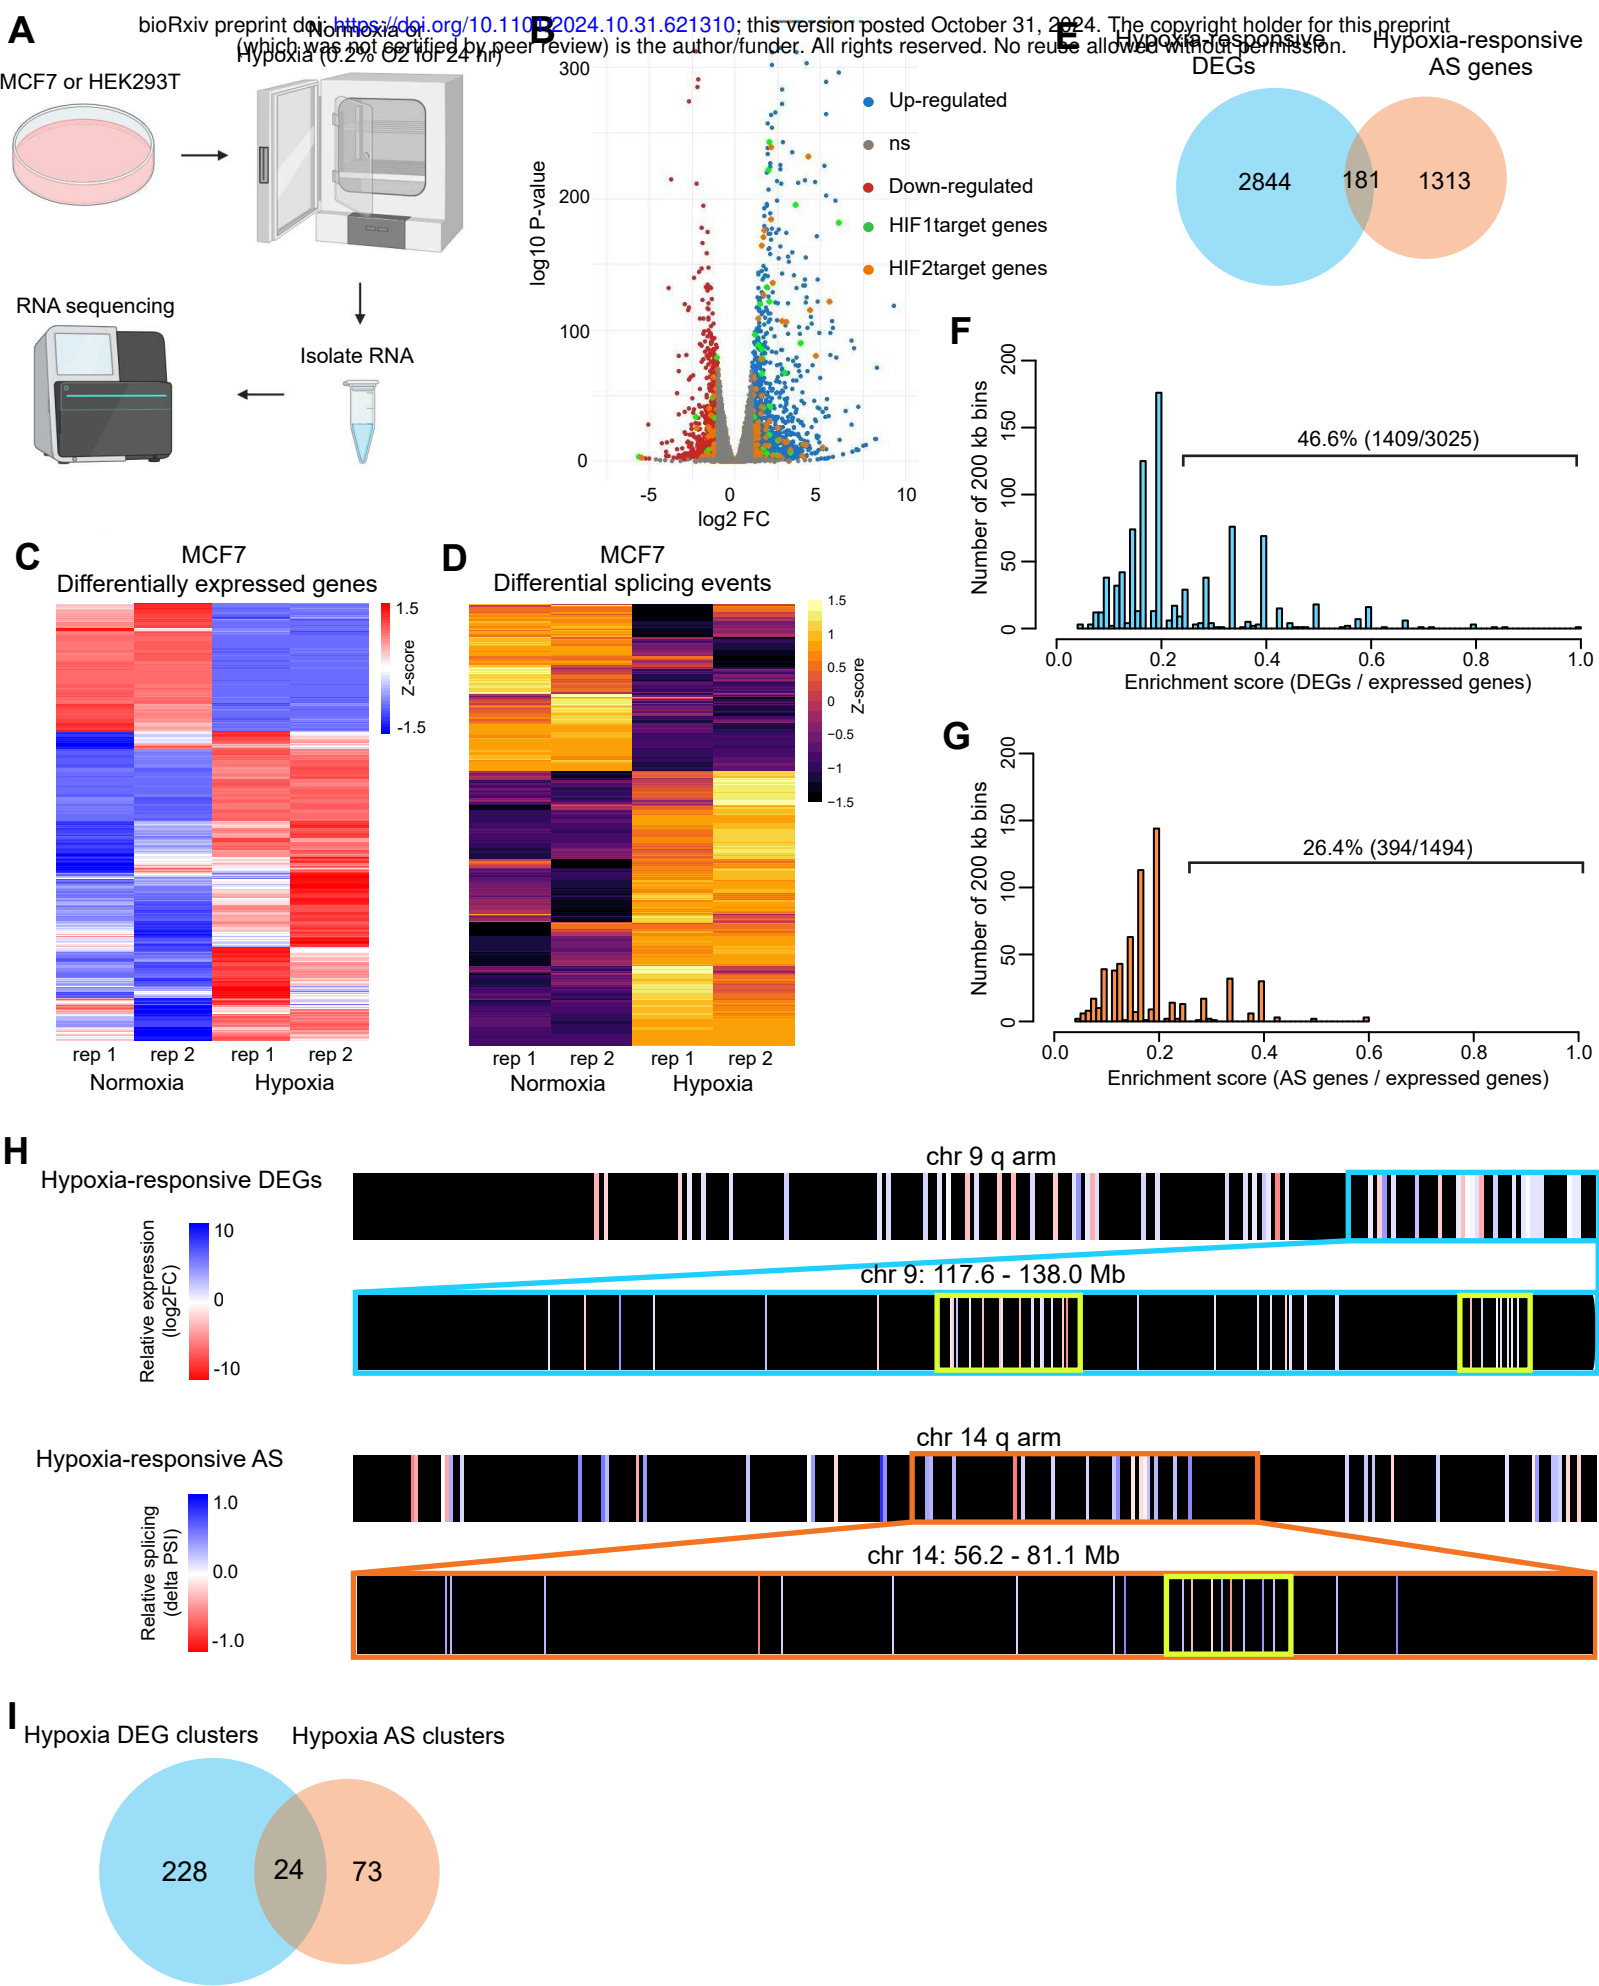 bioRxiv preprint doi: https://doi.org/10.1101/2024.10.31.621310; this version posted October 31, 2024. The copyright holder for this preprint
(which was not certified by peer review) is the author/funder. All rights reserved. No reuse allowed without permission.
A
Normoxia or
Hypoxia (0.2% O2 for 24 hr)
MCF7 or HEK293T
RNA sequencing
Isolate RNA
B
log10 P-value
300
200
100
0
-5
0
5
10
log2 FC
Up-regulated
ns
Down-regulated
HIF1target genes
HIF2target genes
E
Hypoxia-responsive
DEGs
Hypoxia-responsive
AS genes
2844
181
1313
F
Number of 200 kb bins
200
150
100
50
0
46.6% (1409/3025)
0.0
0.2
0.4
0.6
0.8
1.0
Enrichment score (DEGs / expressed genes)
C
MCF7
Differentially expressed genes
1.5
Z-score
-1.5
rep 1
rep 2
rep 1
rep 2
Normoxia
Hypoxia
D
MCF7
Differential splicing events
1.5
1
0.5
0
−0.5
−1
−1.5
Z-score
rep 1
rep 2
rep 1
rep 2
Normoxia
Hypoxia
G
Number of 200 kb bins
200
150
100
50
0
26.4% (394/1494)
0.0
0.2
0.4
0.6
0.8
1.0
Enrichment score (AS genes / expressed genes)
H
chr 9 q arm
Hypoxia-responsive DEGs
Relative expression
(log2FC)
10
0
-10
chr 9: 117.6 - 138.0 Mb
chr 14 q arm
Hypoxia-responsive AS
Relative splicing
(delta PSI)
1.0
0.0
-1.0
chr 14: 56.2 - 81.1 Mb
I
Hypoxia DEG clusters
Hypoxia AS clusters
228
24
73